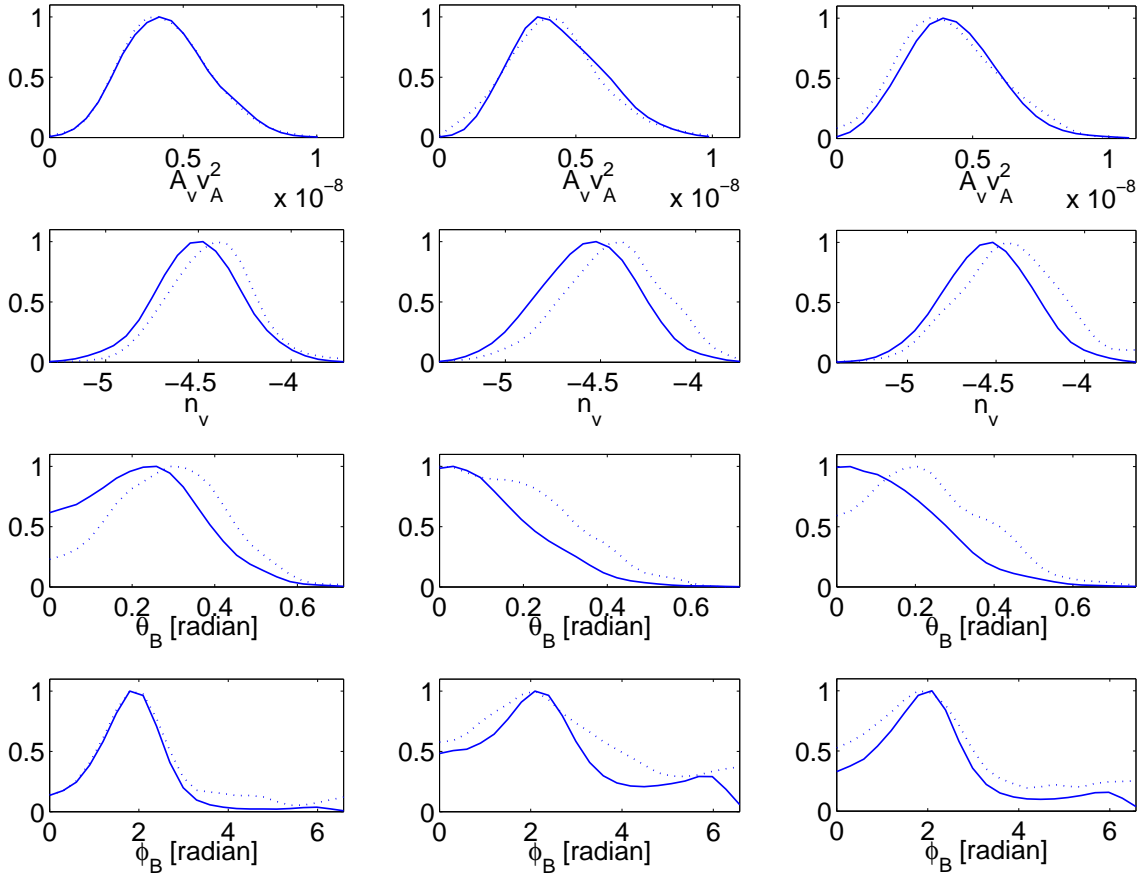 1 1 1
0.5 0.5 0.5
0 0 0
0 0.5 1 0 0.5 1 0 0.5 1
A_v v_A^2 A_v v_A^2 A_v v_A^2
x 10^−8 x 10^−8 x 10^−8
1 1 1
0.5 0.5 0.5
0 0 0
−5 −4.5 −4 −5 −4.5 −4 −5 −4.5 −4
n_v n_v n_v
1 1 1
0.5 0.5 0.5
0 0 0
0 0.2 0.4 0.6 0 0.2 0.4 0.6 0 0.2 0.4 0.6
θ_B [radian] θ_B [radian] θ_B [radian]
1 1 1
0.5 0.5 0.5
0 0 0
0 2 4 6 0 2 4 6 0 2 4 6
ϕ_B [radian] ϕ_B [radian] ϕ_B [radian]